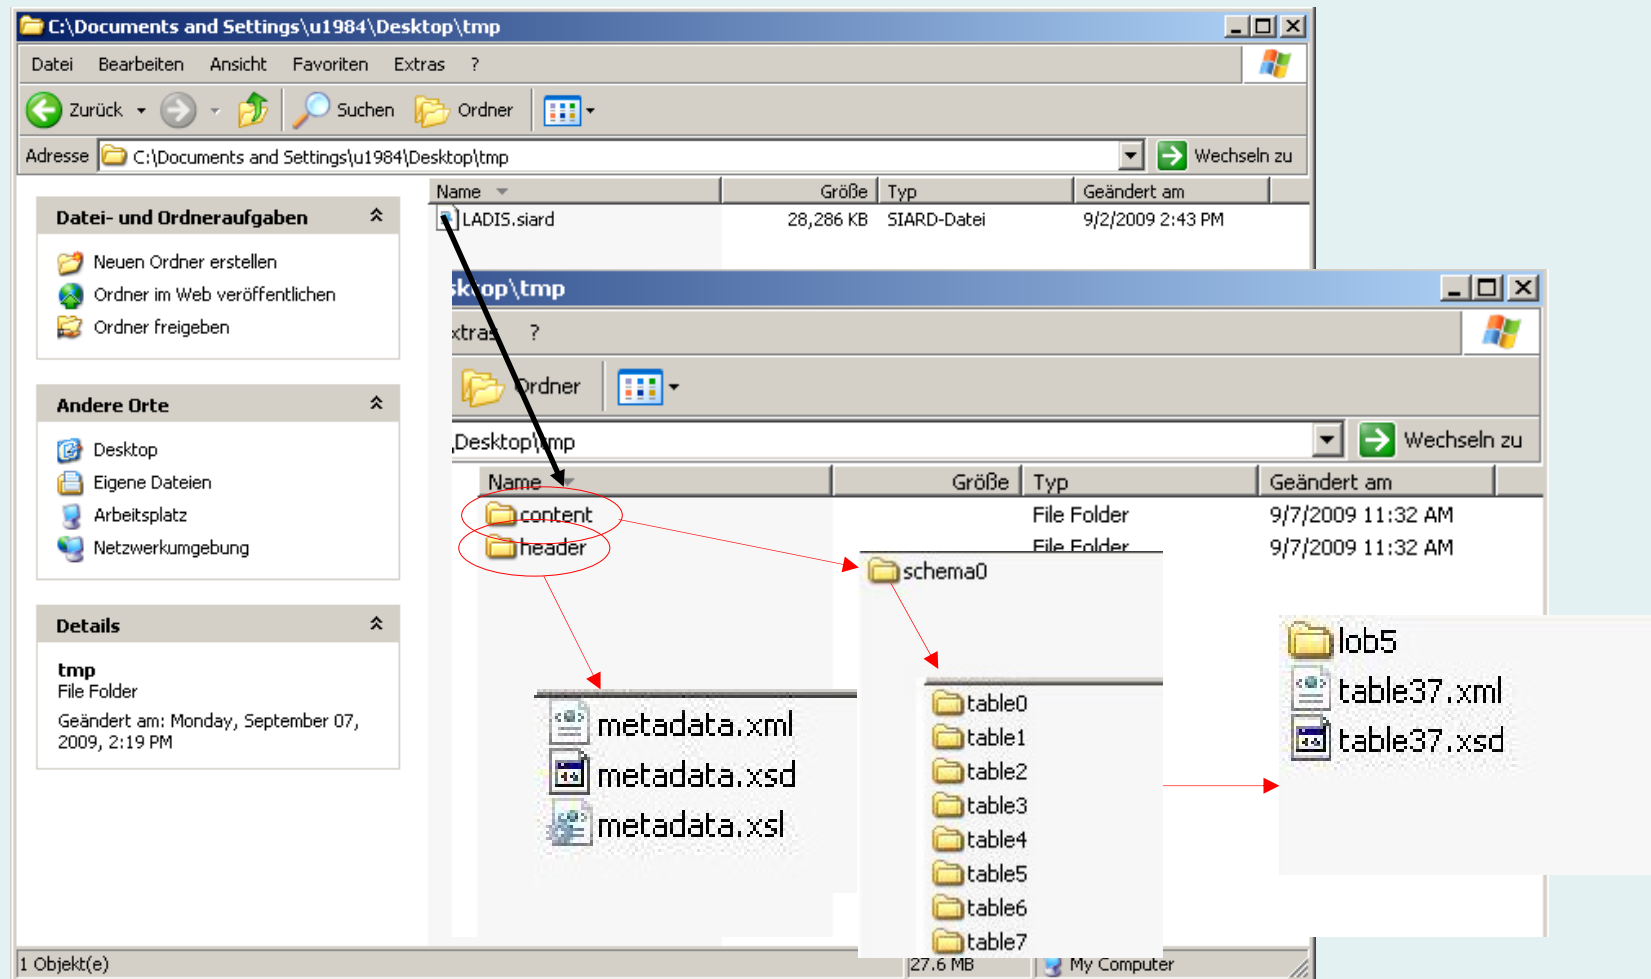 C:\Documents and Settings\u1984\Desktop\tmp
Datei Bearbeiten Ansicht Favoriten Extras ?
Zurück Suchen Ordner
Adresse C:\Documents and Settings\u1984\Desktop\tmp Wechseln zu
Name Größe Typ Geändert am
LADIS.siard 28,286 KB SIARD-Datei 9/2/2009 2:43 PM
Datei- und Ordneraufgaben
Neuen Ordner erstellen
Ordner im Web veröffentlichen
Ordner freigeben
Andere Orte
Desktop
Eigene Dateien
Arbeitsplatz
Netzwerkumgebung
Details
tmp
File Folder
Geändert am: Monday, September 07,
2009, 2:19 PM
sktop\tmp
xtras ?
Ordner
\Desktop\tmp Wechseln zu
Name Größe Typ Geändert am
content File Folder 9/7/2009 11:32 AM
header File Folder 9/7/2009 11:32 AM
metadata.xml
metadata.xsd
metadata.xsl
schema0
table0
table1
table2
table3
table4
table5
table6
table7
lob5
table37.xml
table37.xsd
1 Objekt(e) 27.6 MB My Computer